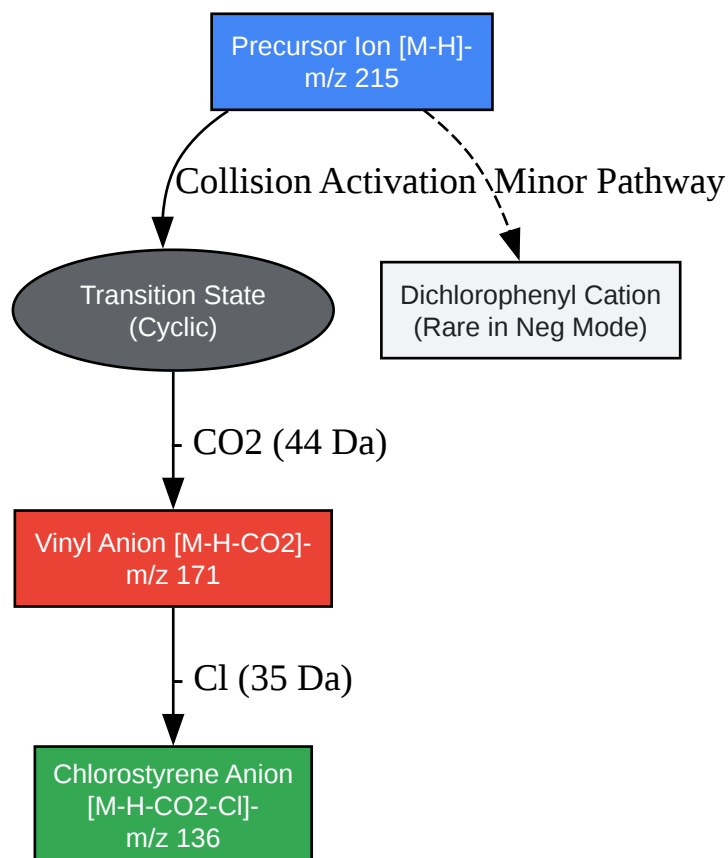 Precursor Ion [M-H]-
m/z 215
Collision Activation
Minor Pathway
Transition State
(Cyclic)
Dichlorophenyl Cation
(Rare in Neg Mode)
- CO2 (44 Da)
Vinyl Anion [M-H-CO2]-
m/z 171
- Cl (35 Da)
Chlorostyrene Anion
[M-H-CO2-Cl]-
m/z 136